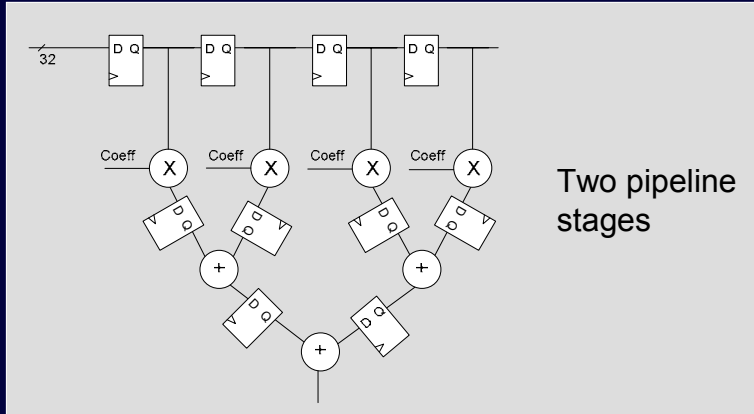 32
D Q D Q D Q D Q
Coeff X Coeff X Coeff X Coeff X
D Q D Q D Q D Q
+ +
D Q D Q
+
Two pipeline
stages